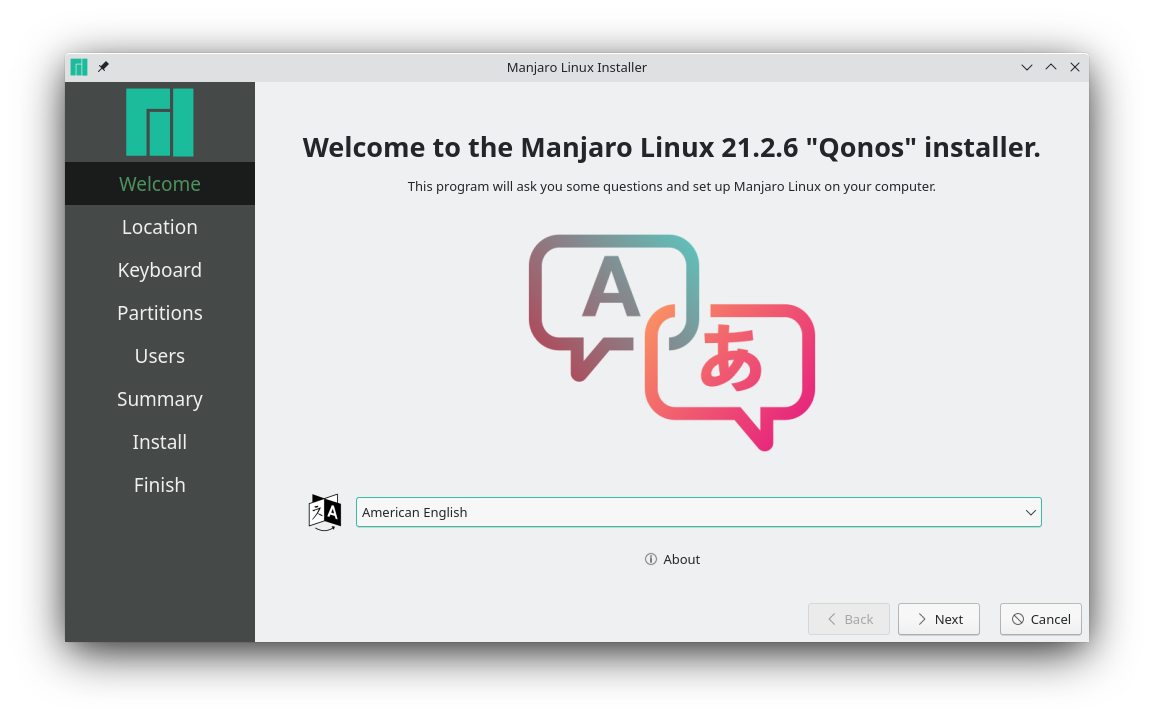 Manjaro Linux Installer
Welcome
Location
Keyboard
Partitions
Users
Summary
Install
Finish
Welcome to the Manjaro Linux 21.2.6 "Qonos" installer.
This program will ask you some questions and set up Manjaro Linux on your computer.
A
あ
American English
About
Back
Next
Cancel